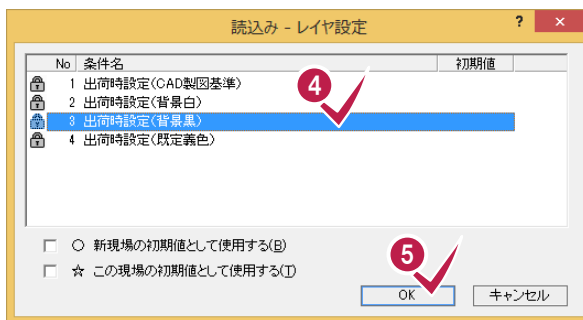 読込み - レイヤ設定
? ×
No 条件名 初期値
1 出荷時設定(CAD製図基準)
4
2 出荷時設定(背景白)
3 出荷時設定(背景黒)
4 出荷時設定(既定義色)
○ 新現場の初期値として使用する(B)
5
☆ この現場の初期値として使用する(T)
OK キャンセル